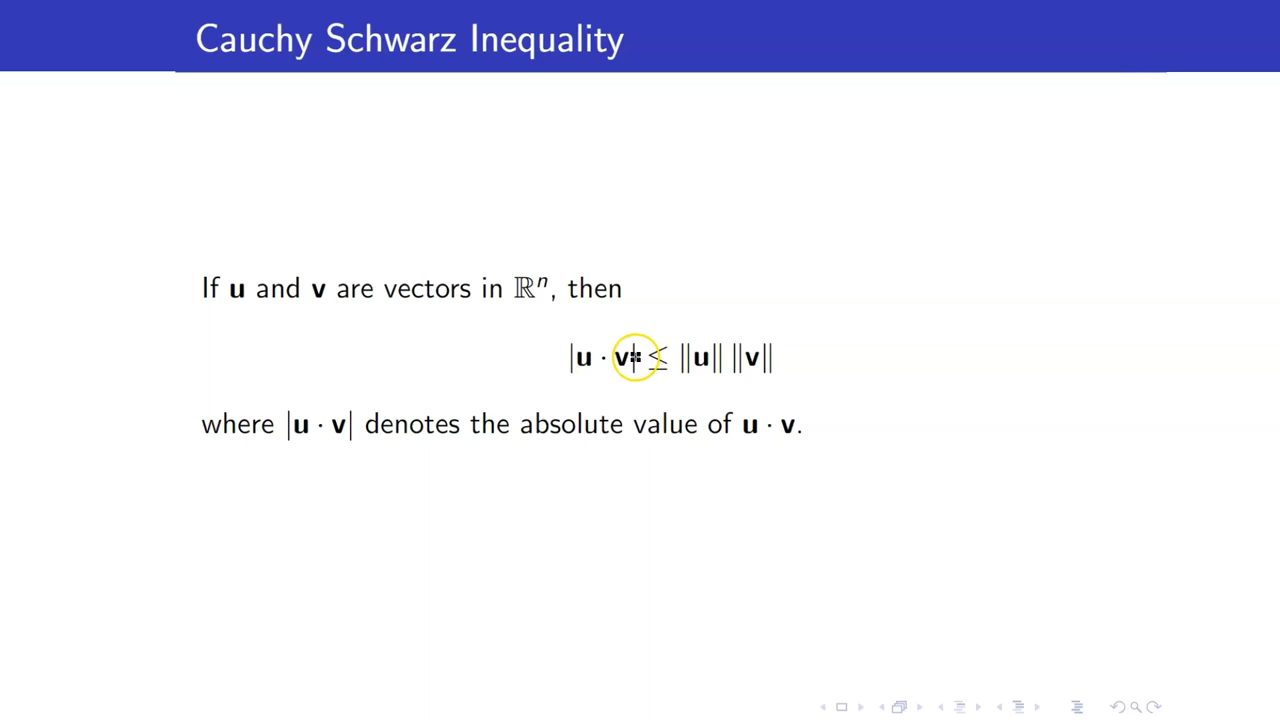 Cauchy Schwarz Inequality
If u and v are vectors in ℝⁿ, then
|u · v| ≤ ‖u‖ ‖v‖
where |u · v| denotes the absolute value of u · v.